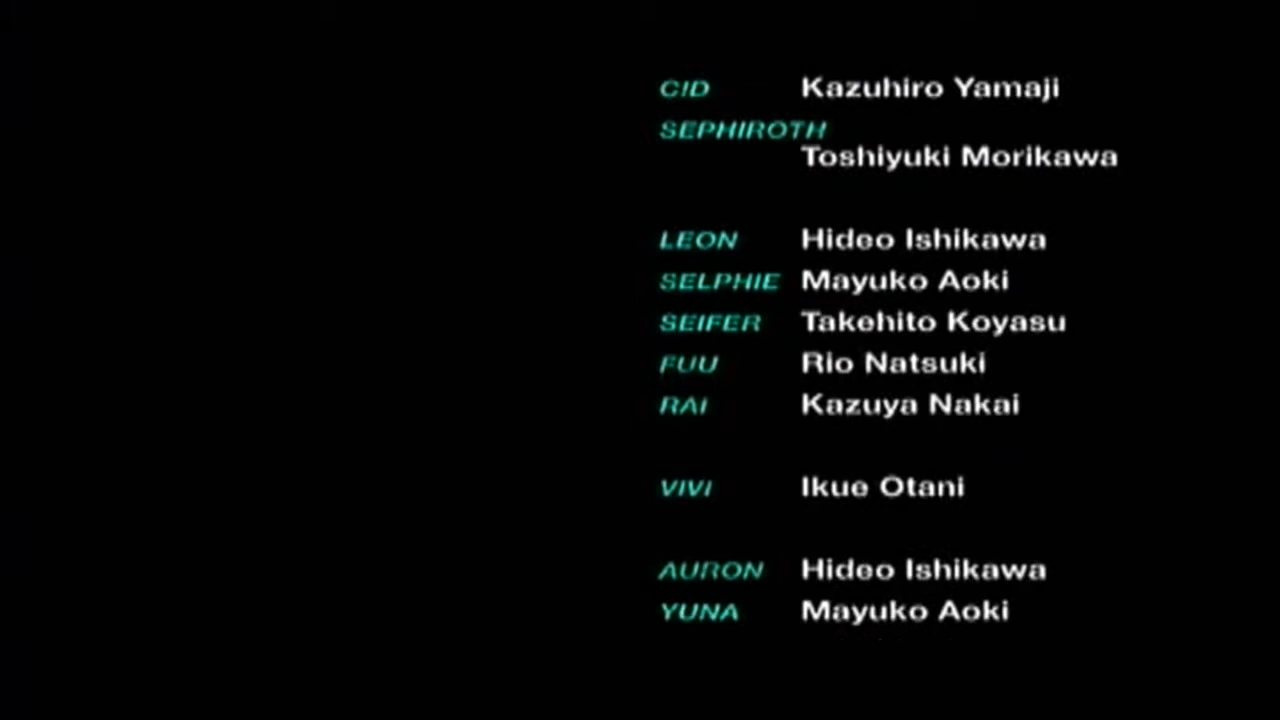 CID Kazuhiro Yamaji
SEPHIROTH
Toshiyuki Morikawa
LEON Hideo Ishikawa
SELPHIE Mayuko Aoki
SEIFER Takehito Koyasu
FUU Rio Natsuki
RAI Kazuya Nakai
VIVI Ikue Otani
AURON Hideo Ishikawa
YUNA Mayuko Aoki